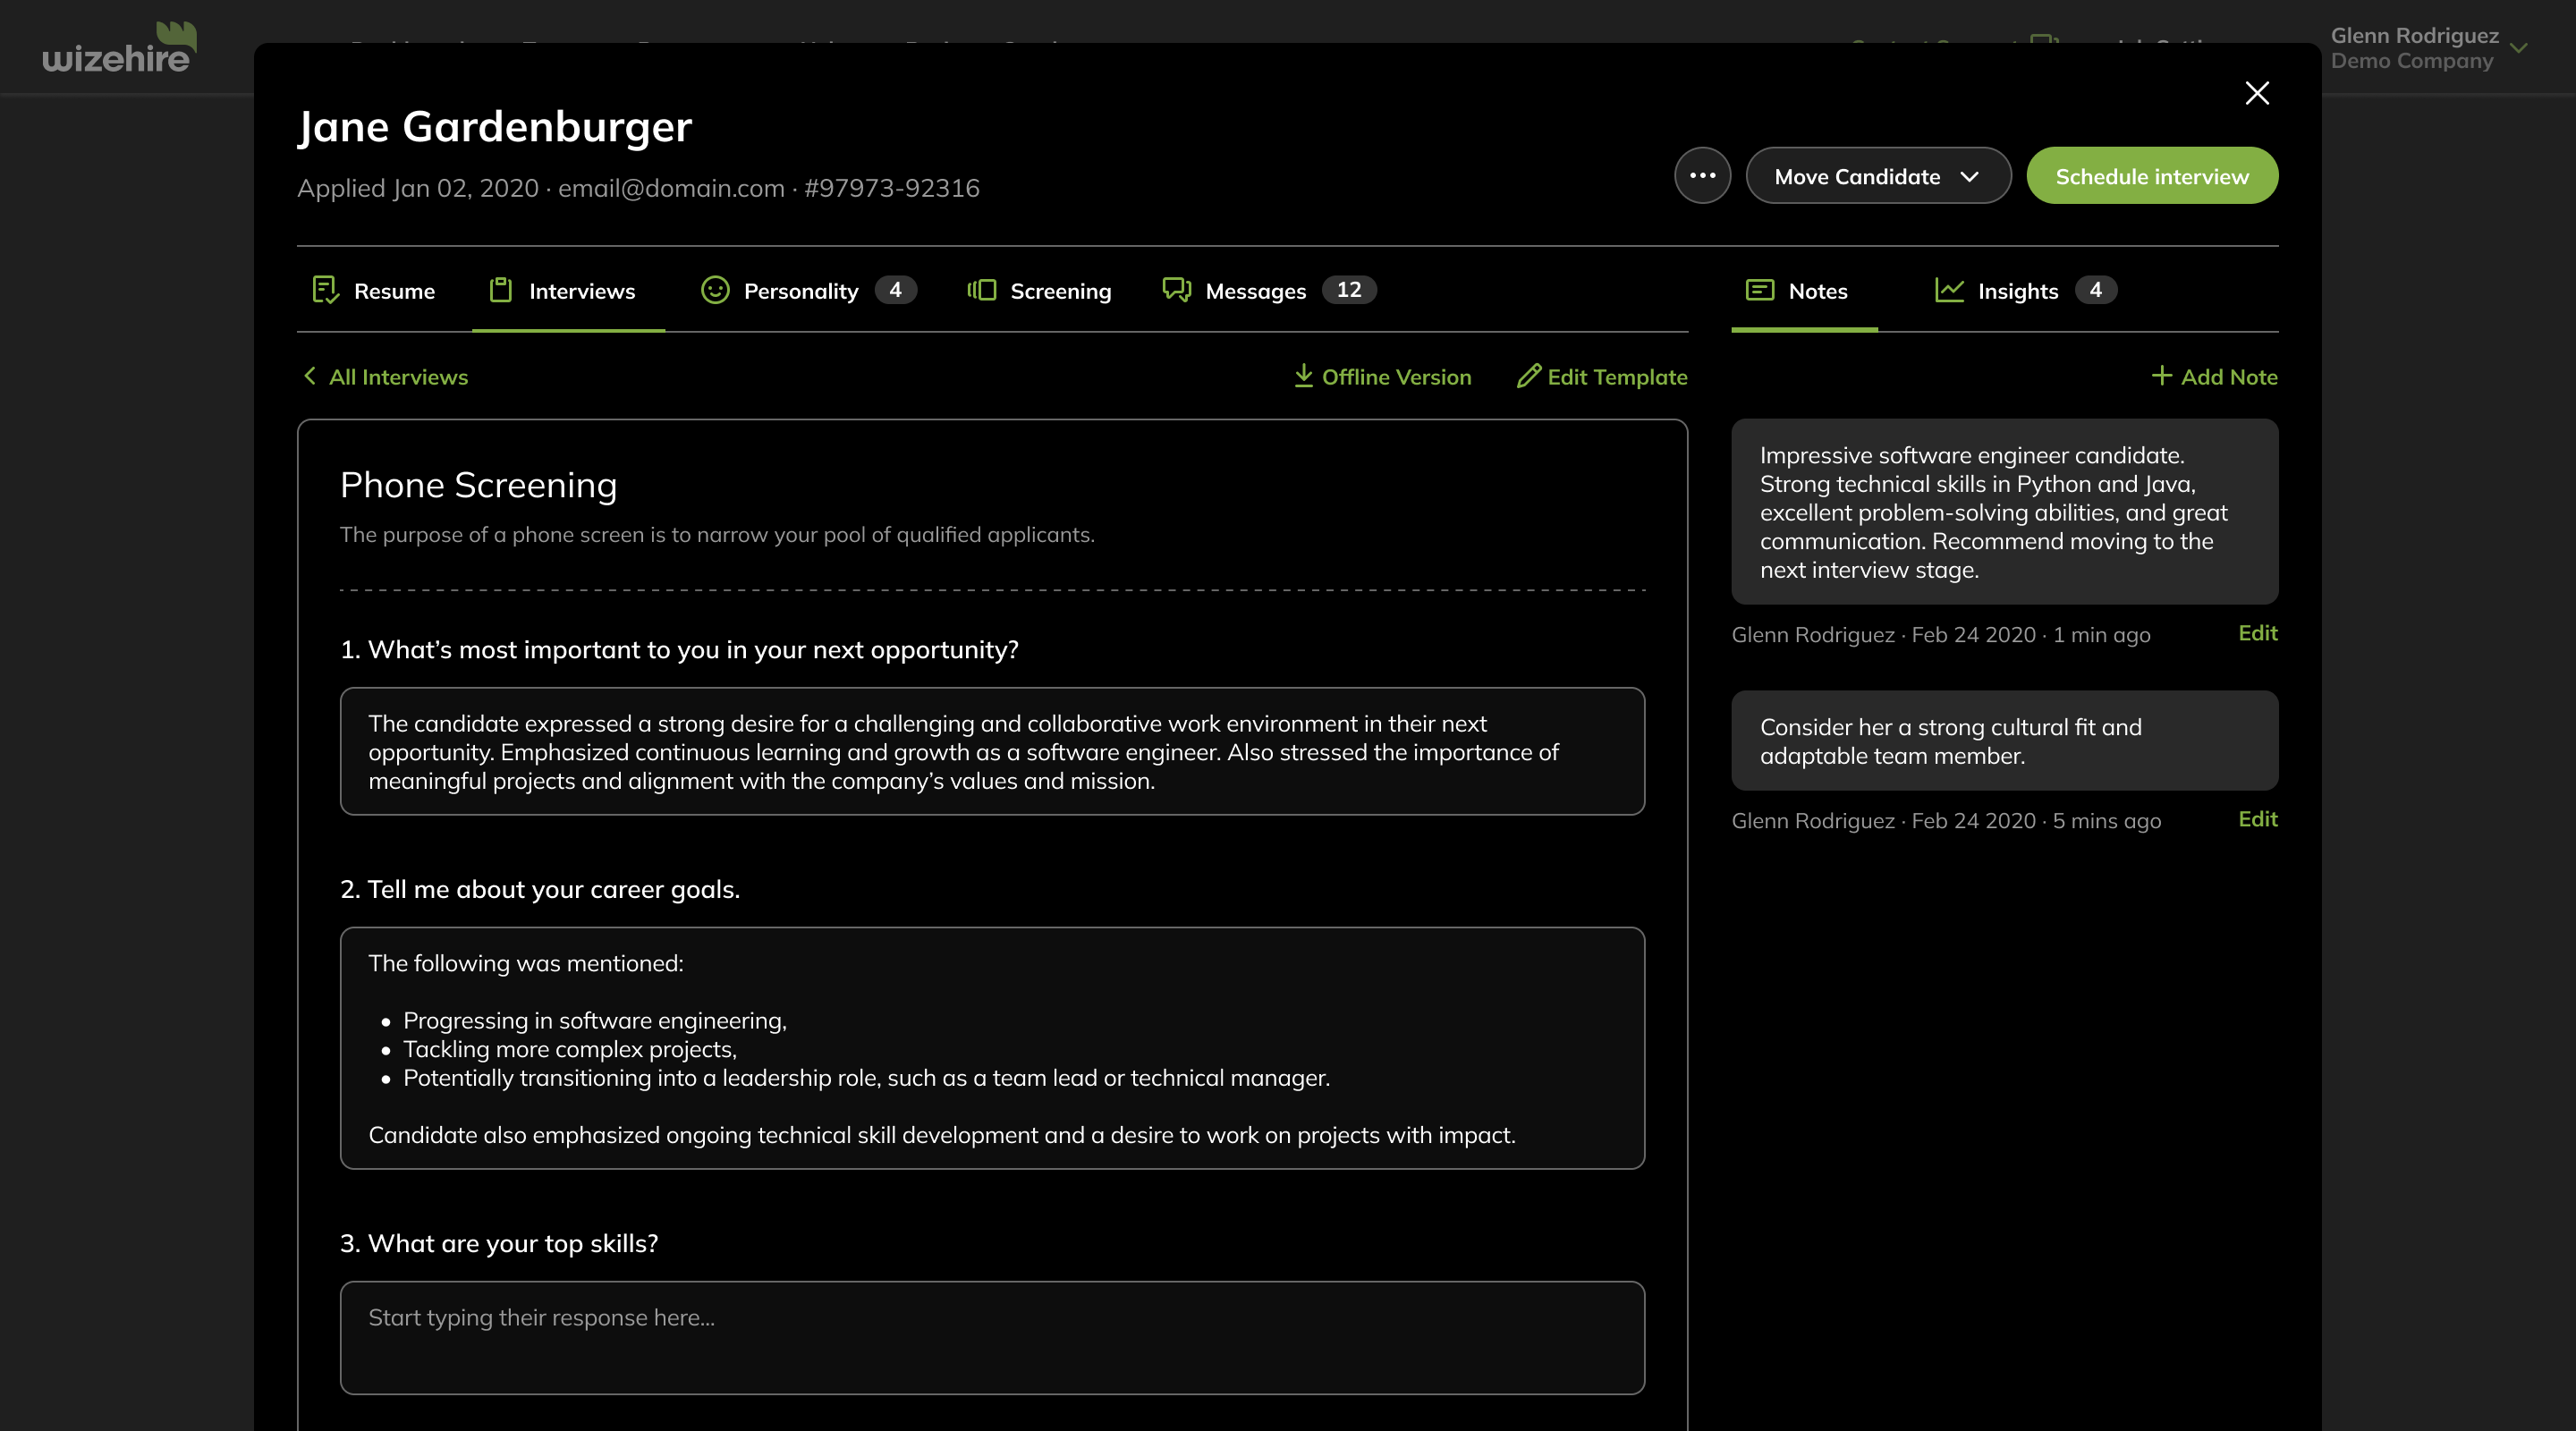 wizehire
Glenn Rodriguez
Demo Company
Jane Gardenburger
Applied Jan 02, 2020 · email@domain.com · #97973-92316
Move Candidate
Schedule interview
Resume
Interviews
Personality 4
Screening
Messages 12
Notes
Insights 4
All Interviews
Offline Version
Edit Template
Add Note
Phone Screening
The purpose of a phone screen is to narrow your pool of qualified applicants.
1. What’s most important to you in your next opportunity?
The candidate expressed a strong desire for a challenging and collaborative work environment in their next
opportunity. Emphasized continuous learning and growth as a software engineer. Also stressed the importance of
meaningful projects and alignment with the company’s values and mission.
2. Tell me about your career goals.
The following was mentioned:
• Progressing in software engineering,
• Tackling more complex projects,
• Potentially transitioning into a leadership role, such as a team lead or technical manager.
Candidate also emphasized ongoing technical skill development and a desire to work on projects with impact.
3. What are your top skills?
Start typing their response here...
Impressive software engineer candidate.
Strong technical skills in Python and Java,
excellent problem-solving abilities, and great
communication. Recommend moving to the
next interview stage.
Glenn Rodriguez · Feb 24 2020 · 1 min ago
Edit
Consider her a strong cultural fit and
adaptable team member.
Glenn Rodriguez · Feb 24 2020 · 5 mins ago
Edit